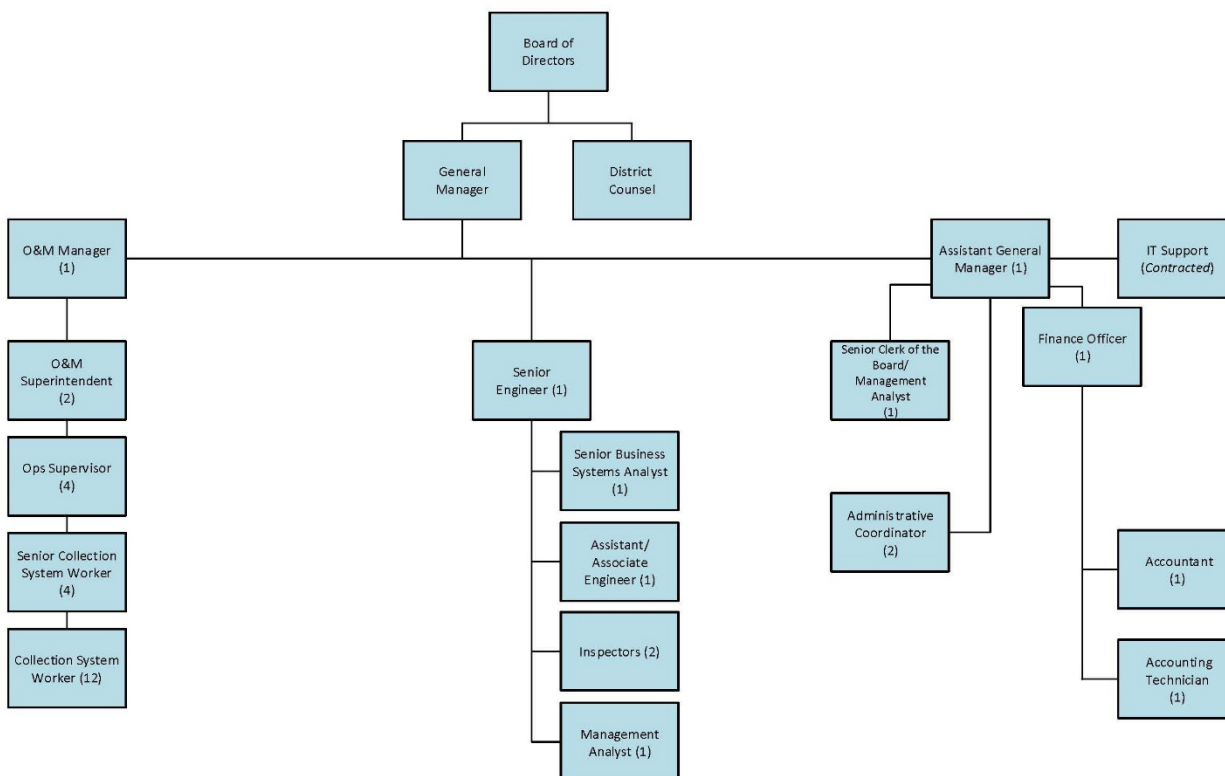 Board of
Directors
General
Manager
District
Counsel
O&M Manager
(1)
Assistant General
Manager (1)
IT Support
(Contracted)
O&M
Superintendent
(2)
Senior
Engineer (1)
Senior Clerk of the
Board/
Management
Analyst
(1)
Finance Officer
(1)
Ops Supervisor
(4)
Senior Business
Systems Analyst
(1)
Administrative
Coordinator
(2)
Senior Collection
System Worker
(4)
Assistant/
Associate
Engineer (1)
Accountant
(1)
Collection System
Worker (12)
Inspectors (2)
Accounting
Technician
(1)
Management
Analyst (1)